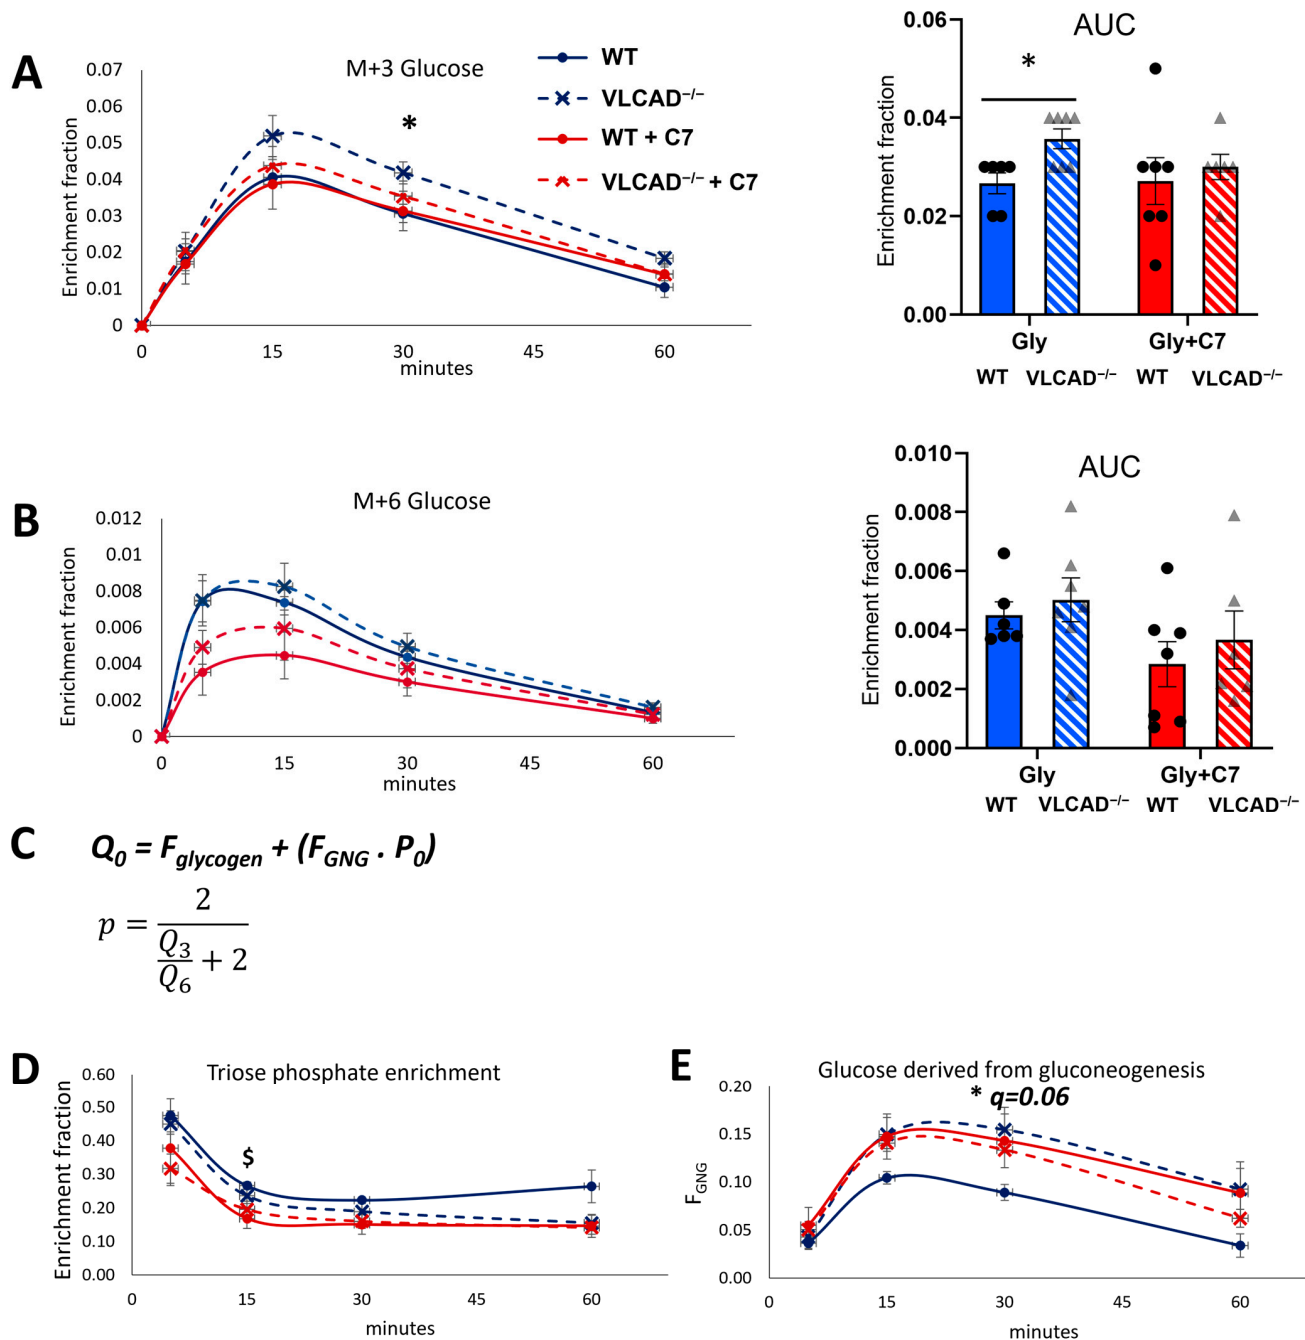 A
M+3 Glucose
WT
VLCAD⁻/⁻
WT + C7
VLCAD⁻/⁻ + C7
*
Enrichment fraction
0.07
0.06
0.05
0.04
0.03
0.02
0.01
0
0 15 30 45 60
minutes
AUC
*
Enrichment fraction
0.06
0.04
0.02
0.00
Gly Gly+C7
WT VLCAD⁻/⁻ WT VLCAD⁻/⁻
B
M+6 Glucose
Enrichment fraction
0.012
0.01
0.008
0.006
0.004
0.002
0
0 15 30 45 60
minutes
AUC
Enrichment fraction
0.010
0.008
0.006
0.004
0.002
0.000
Gly Gly+C7
WT VLCAD⁻/⁻ WT VLCAD⁻/⁻
C
Q₀ = F_glycogen + (F_GNG . P₀)
p = 2 / (Q₃/Q₆ + 2)
D
Triose phosphate enrichment
$
Enrichment fraction
0.60
0.50
0.40
0.30
0.20
0.10
0.00
0 15 30 45 60
minutes
E
Glucose derived from gluconeogenesis
* q=0.06
F_GNG
0.20
0.15
0.10
0.05
0.00
0 15 30 45 60
minutes